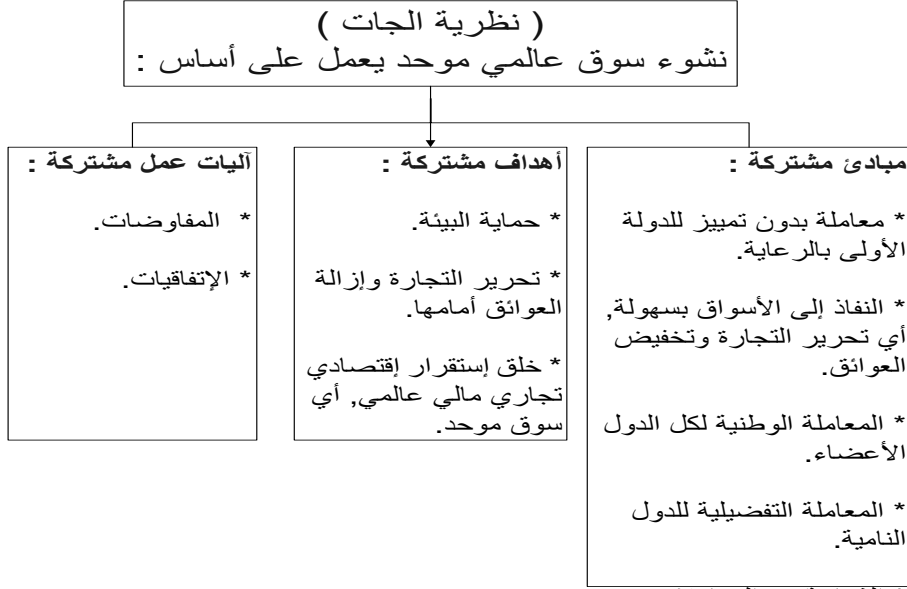 ( نظرية الجات )
نشوء سوق عالمي موحد يعمل على أساس :
مبادئ مشتركة :
* معاملة بدون تمييز للدولة
الأولى بالرعاية.
* النفاذ إلى الأسواق بسهولة,
أي تحرير التجارة وتخفيض
العوائق.
* المعاملة الوطنية لكل الدول
الأعضاء.
* المعاملة التفضيلية للدول
النامية.
أهداف مشتركة :
* حماية البيئة.
* تحرير التجارة وإزالة
العوائق أمامها.
* خلق إستقرار إقتصادي
تجاري مالي عالمي, أي
سوق موحد.
آليات عمل مشتركة :
* المفاوضات.
* الإتفاقيات.